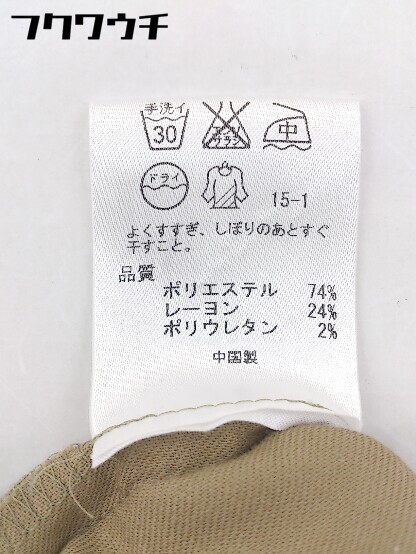 フクワウチ
手洗イ
30
エンソ
サラシ
中
ドライ
15-1
よくすすぎ、しぼりのあとすぐ
干すこと。
品質
ポリエステル 74%
レーヨン 24%
ポリウレタン 2%
中国製